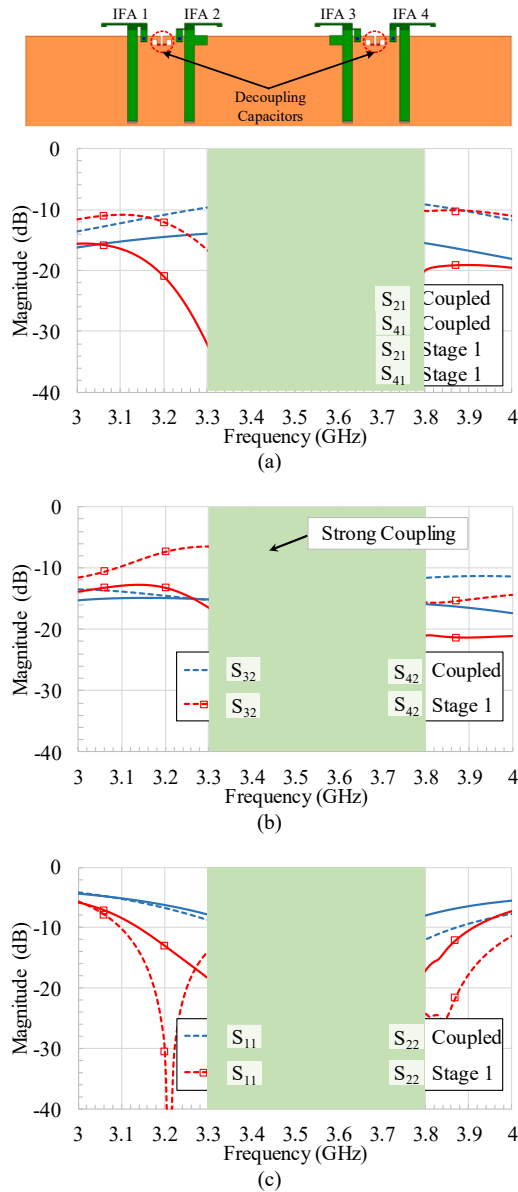 IFA 1 IFA 2 IFA 3 IFA 4
Decoupling
Capacitors
0
-10
-20
-30
-40
Magnitude (dB)
S21 Coupled
S41 Coupled
S21 Stage 1
S41 Stage 1
3 3.1 3.2 3.3 3.4 3.5 3.6 3.7 3.8 3.9 4
Frequency (GHz)
(a)
0
-10
-20
-30
-40
Magnitude (dB)
Strong Coupling
S32 S42 Coupled
S32 S42 Stage 1
3 3.1 3.2 3.3 3.4 3.5 3.6 3.7 3.8 3.9 4
Frequency (GHz)
(b)
0
-10
-20
-30
-40
Magnitude (dB)
S11 S22 Coupled
S11 S22 Stage 1
3 3.1 3.2 3.3 3.4 3.5 3.6 3.7 3.8 3.9 4
Frequency (GHz)
(c)